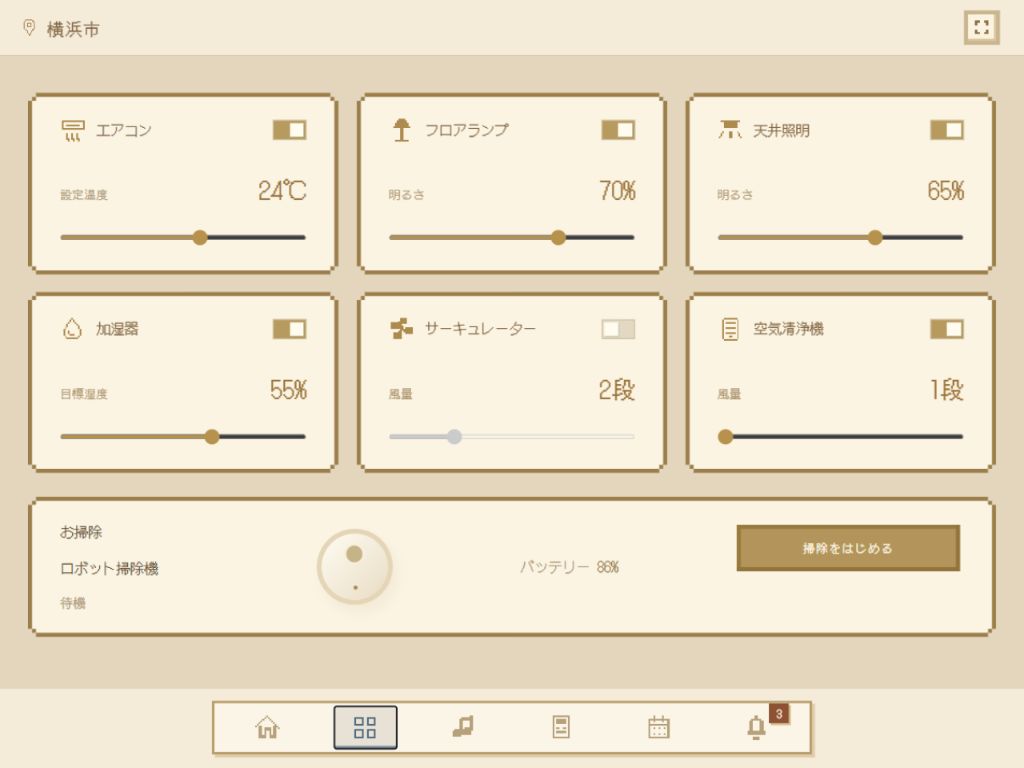 横浜市
エアコン
設定温度 24℃
フロアランプ
明るさ 70%
天井照明
明るさ 65%
加湿器
目標湿度 55%
サーキュレーター
風量 2段
空気清浄機
風量 1段
お掃除
ロボット掃除機
待機
バッテリー 86%
掃除をはじめる
3